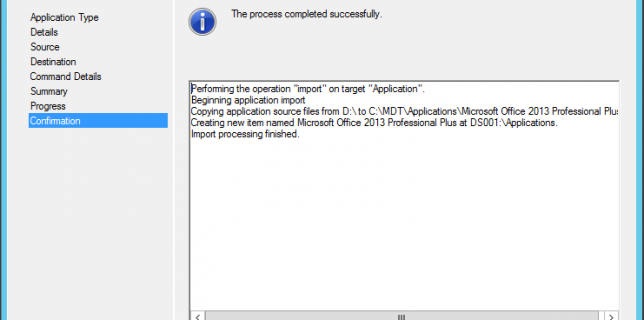 Application Type
Details
Source
Destination
Command Details
Summary
Progress
Confirmation
The process completed successfully.
Performing the operation "import" on target "Application".
Beginning application import
Copying application source files from D:\ to C:\MDT\Applications\Microsoft Office 2013 Professional
Creating new item named Microsoft Office 2013 Professional Plus at DS001:\Applications.
Import processing finished.